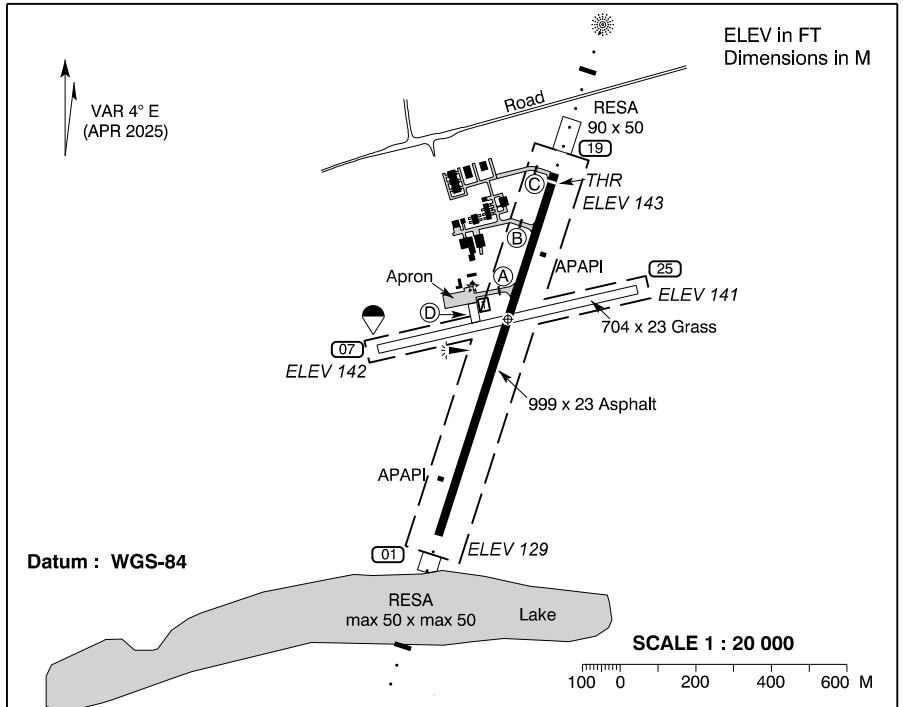 ELEV in FT
Dimensions in M
VAR 4° E
(APR 2025)
Road
RESA
90 x 50
19
C
THR
ELEV 143
B
APAPI
25
Apron
A
ELEV 141
D
704 x 23 Grass
07
ELEV 142
999 x 23 Asphalt
APAPI
01
ELEV 129
Datum : WGS-84
RESA
max 50 x max 50
Lake
SCALE 1 : 20 000
100 0 200 400 600 M